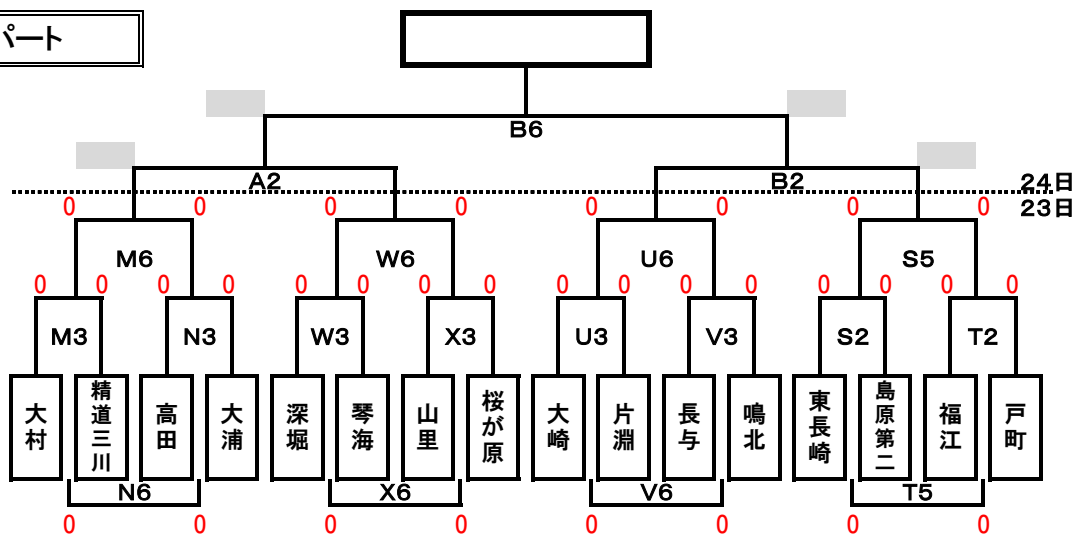 パート
B6
A2 B2
24日
0 0 0 0 0 0 0 0 23日
M6 W6 U6 S5
0 0 0 0 0 0 0 0 0 0 0 0 0 0 0 0
M3 N3 W3 X3 U3 V3 S2 T2
大村 精道三川 高田 大浦 深堀 琴海 山里 桜が原 大崎 片淵 長与 鳴北 東長崎 島原第二 福江 戸町
N6 X6 V6 T5
0 0 0 0 0 0 0 0